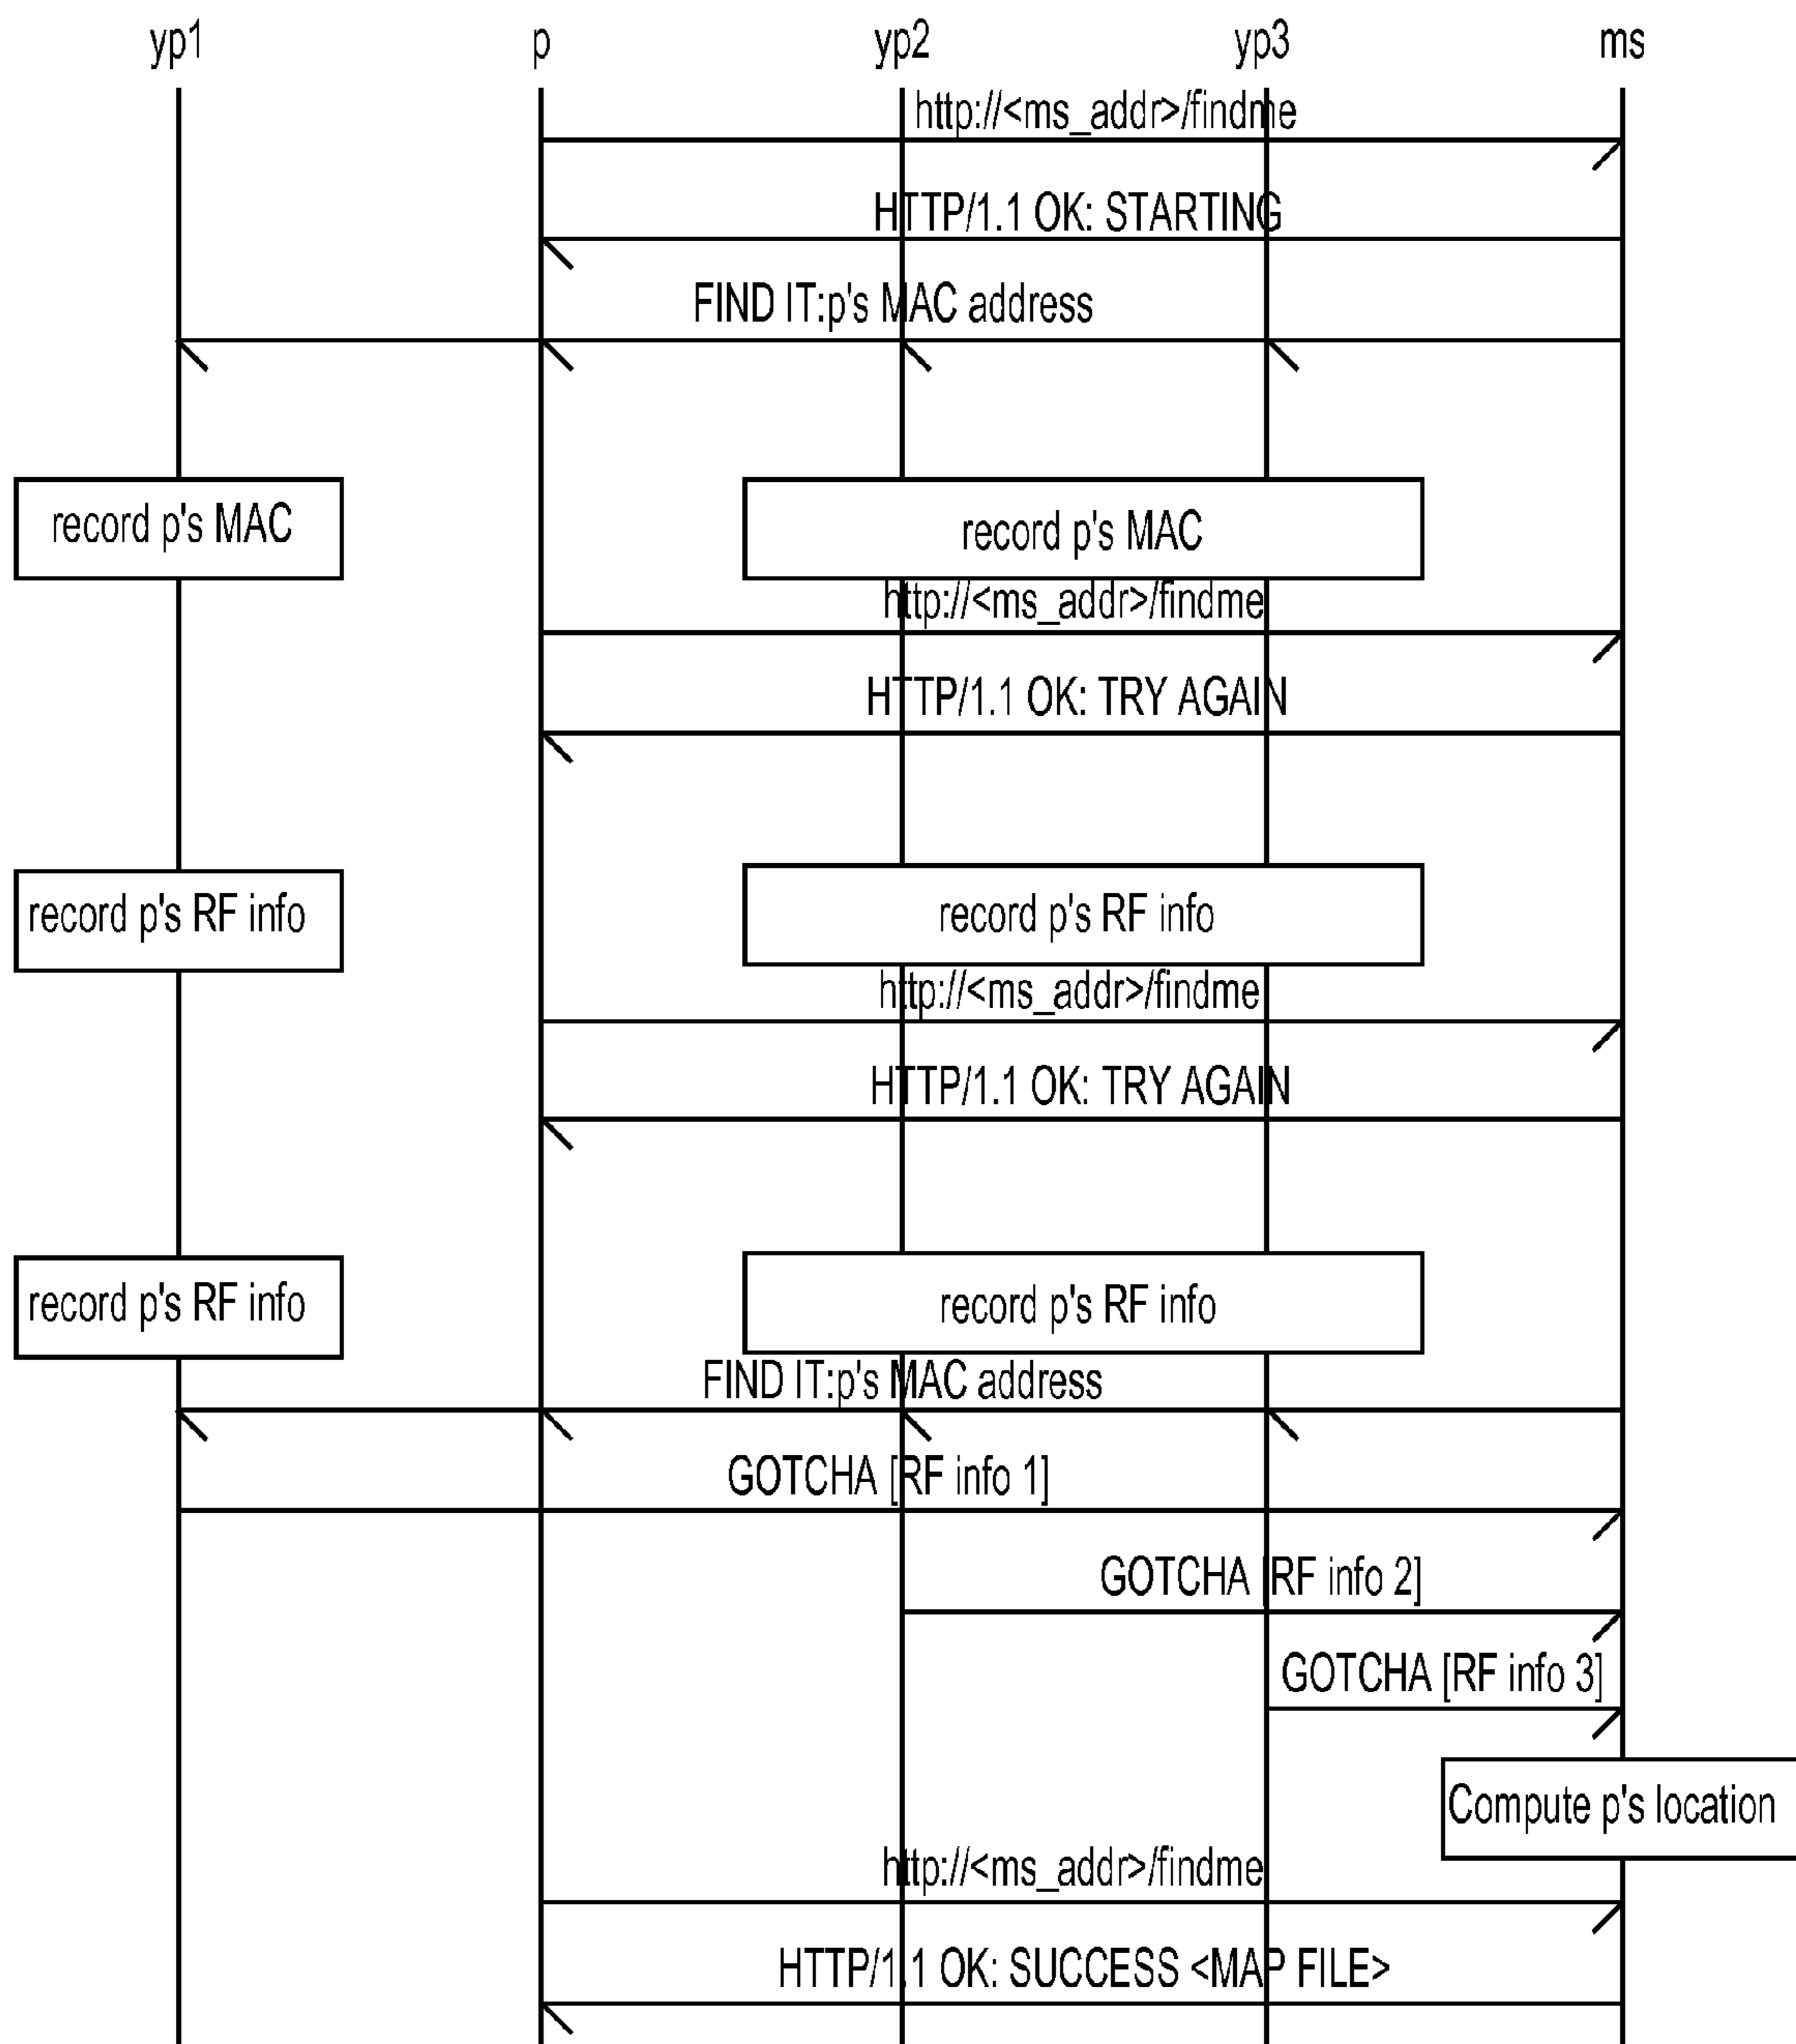 yp1 p yp2 yp3 ms
http://<ms_addr>/findme
HTTP/1.1 OK: STARTING
FIND IT:p's MAC address
record p's MAC record p's MAC
http://<ms_addr>/findme
HTTP/1.1 OK: TRY AGAIN
record p's RF info record p's RF info
http://<ms_addr>/findme
HTTP/1.1 OK: TRY AGAIN
record p's RF info record p's RF info
FIND IT:p's MAC address
GOTCHA [RF info 1]
GOTCHA [RF info 2]
GOTCHA [RF info 3]
Compute p's location
http://<ms_addr>/findme
HTTP/1.1 OK: SUCCESS <MAP FILE>